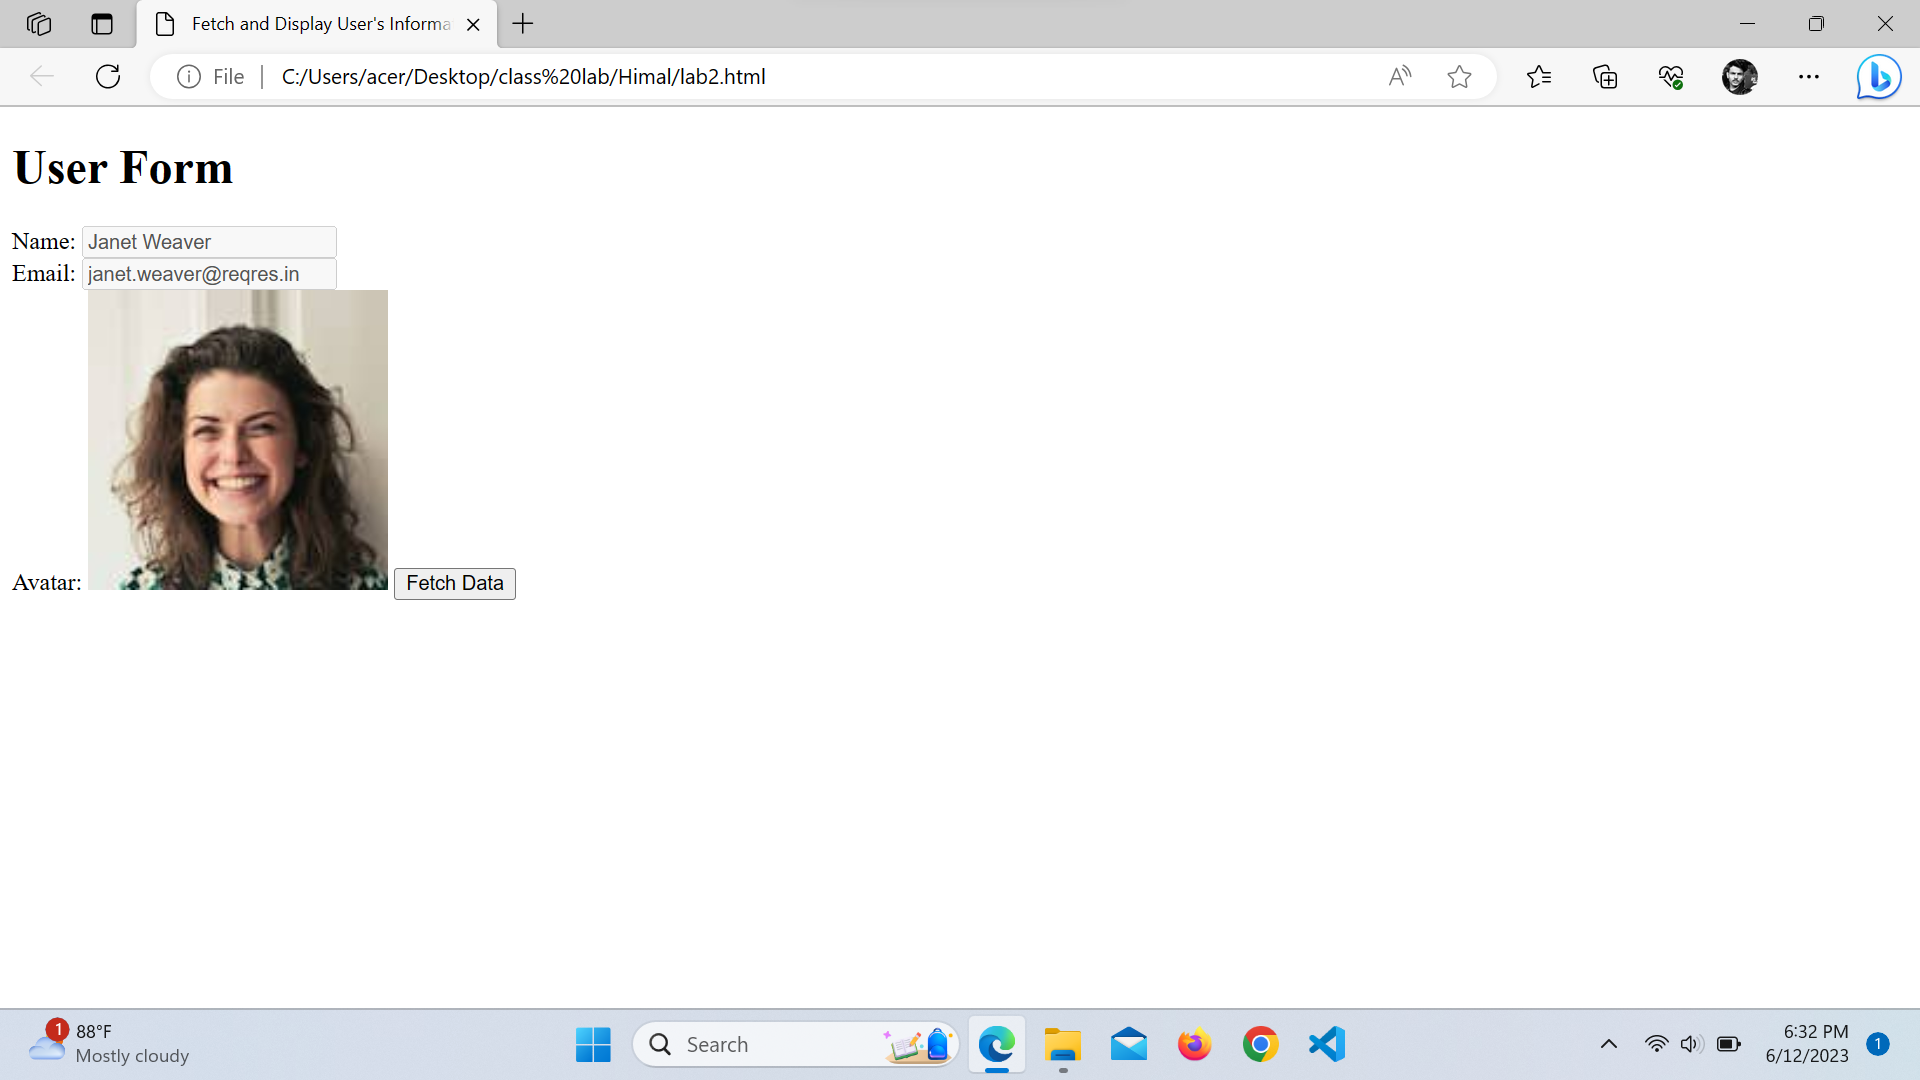 Fetch and Display User's Informa
File
C:/Users/acer/Desktop/class%20lab/Himal/lab2.html
User Form
Name: Janet Weaver
Email: janet.weaver@reqres.in
Avatar: Fetch Data
1
88°F
Mostly cloudy
Search
6:32 PM
6/12/2023
1